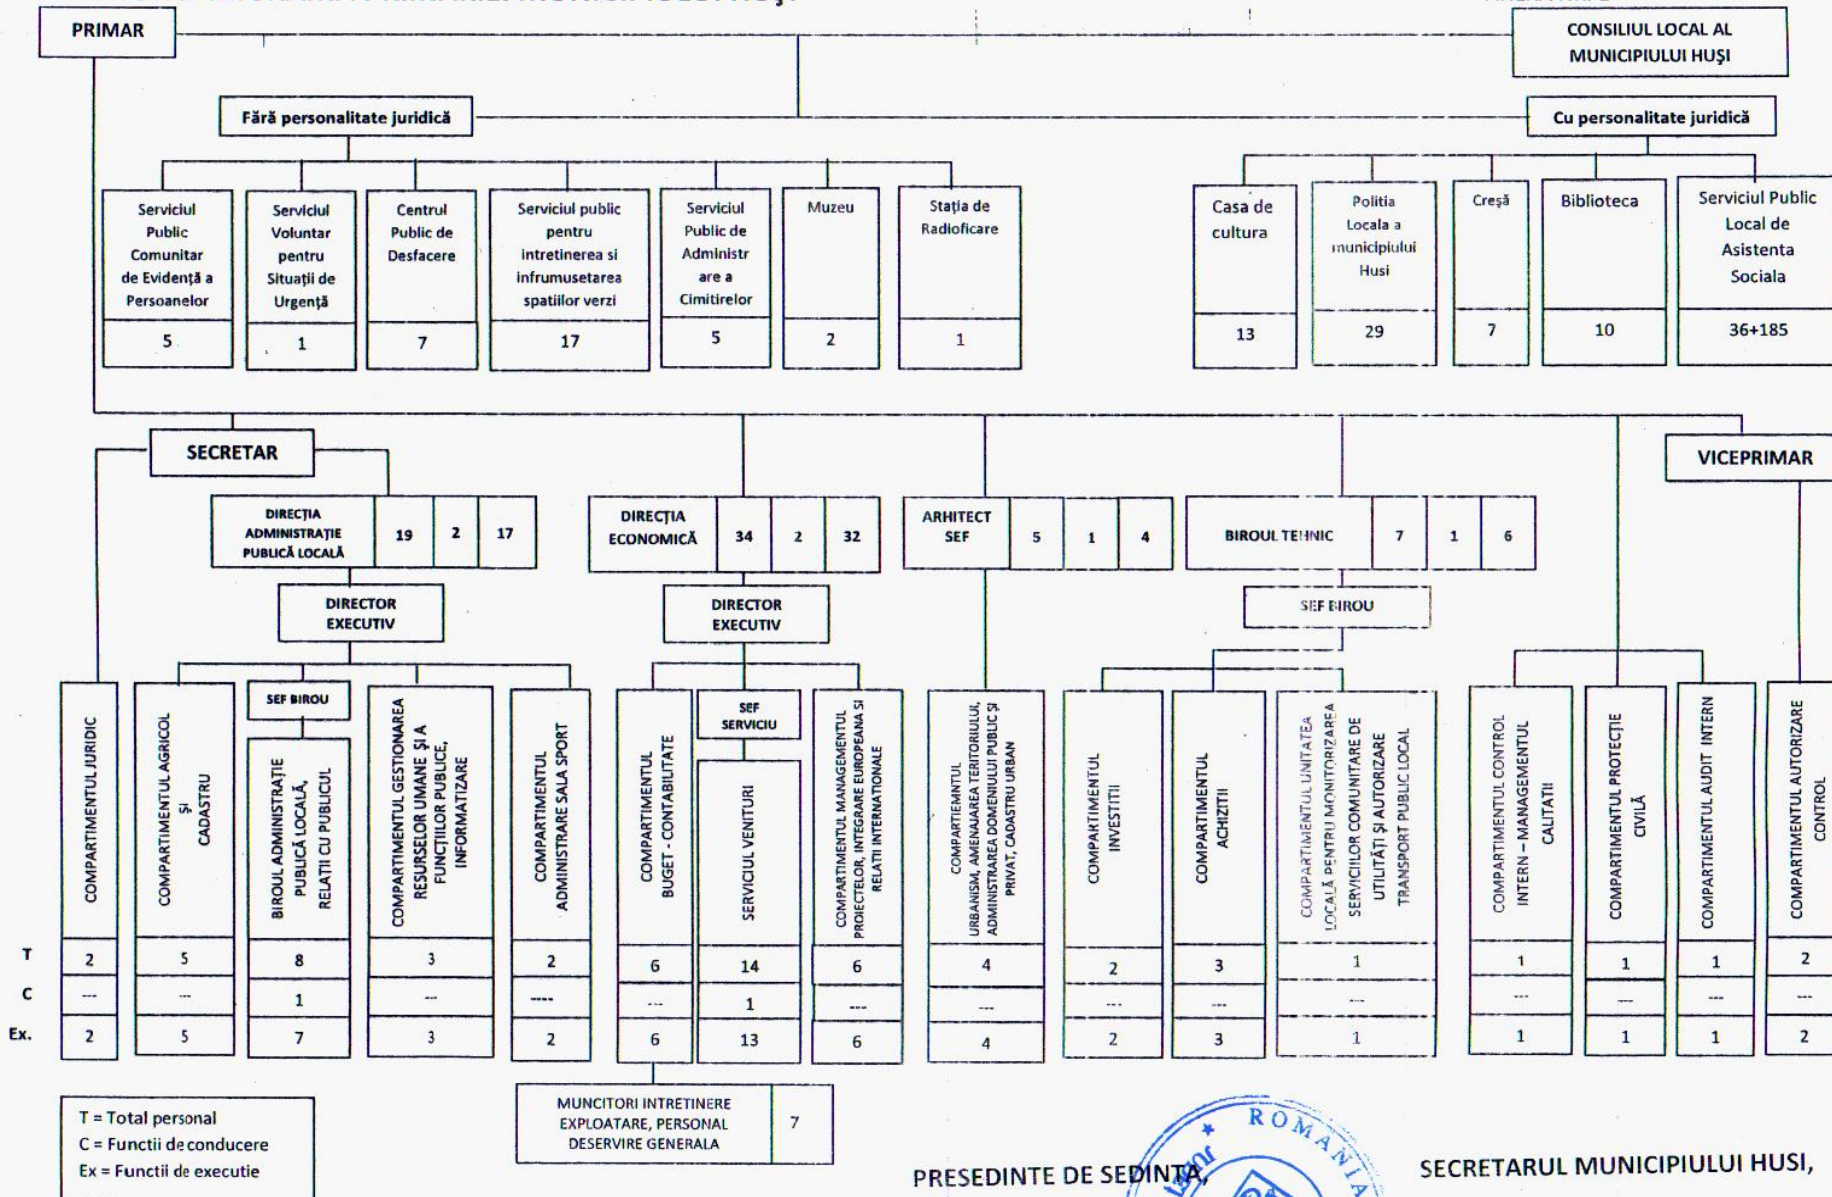 PRIMAR
CONSILIUL LOCAL AL
MUNICIPIULUI HUŞI
Fără personalitate juridică
Cu personalitate juridică
Serviciul
Public
Comunitar
de Evidență a
Persoanelor
5
Serviciul
Voluntar
pentru
Situații de
Urgență
1
Centrul
Public de
Desfacere
7
Serviciul public
pentru
intretinerea si
infrumusetarea
spatiilor verzi
17
Serviciul
Public de
Administr
are a
Cimitirelor
5
Muzeu
2
Stația de
Radioficare
1
Casa de
cultura
13
Politia
Locala a
municipiului
Husi
29
Creşă
7
Biblioteca
10
Serviciul Public
Local de
Asistenta
Sociala
36+185
SECRETAR
VICEPRIMAR
DIRECȚIA
ADMINISTRAȚIE
PUBLICĂ LOCALĂ
19 2 17
DIRECȚIA
ECONOMICĂ
34 2 32
ARHITECT
SEF
5 1 4
BIROUL TEHNIC 7 1 6
DIRECTOR
EXECUTIV
DIRECTOR
EXECUTIV
SEF BIROU
COMPARTIMENTUL JURIDIC
COMPARTIMENTUL AGRICOL
ŞI
CADASTRU
SEF BIROU
BIROUL ADMINISTRAȚIE
PUBLICĂ LOCALĂ,
RELATII CU PUBLICUL
COMPARTIMENTUL GESTIONAREA
RESURSELOR UMANE ŞI A
FUNCȚIILOR PUBLICE,
INFORMATIZARE
COMPARTIMENTUL
ADMINISTRARE SALA SPORT
COMPARTIMENTUL
BUGET - CONTABILITATE
SEF
SERVICIU
SERVICIUL VENITURI
COMPARTIMENTUL MANAGEMENTUL
PROIECTELOR, INTEGRARE EUROPEANA SI
RELATII INTERNATIONALE
COMPARTIEMNTUL
URBANISM, AMENAJAREA TERITORIULUI,
ADMINISTRAREA DOMENIULUI PUBLIC ŞI
PRIVAT, CADASTRU URBAN
COMPARTIMENTUL
INVESTITII
COMPARTIMENTUL
ACHIZITII
COMPARTIMENTUL UNITATEA
LOCALĂ PENTRU MONITORIZAREA
SERVICIILOR COMUNITARE DE
UTILITĂȚI ŞI AUTORIZARE
TRANSPORT PUBLIC LOCAL
COMPARTIMENTUL CONTROL
INTERN – MANAGEMENTUL
CALITATII
COMPARTIMENTUL PROTECȚIE
CIVILĂ
COMPARTIMENTUL AUDIT INTERN
COMPARTIMENTUL AUTORIZARE
CONTROL
T 2 5 8 3 2 6 14 6 4 2 3 1 1 1 1 2
C --- --- 1 --- ---- --- 1 ---- --- --- --- --- --- --- --- ---
Ex. 2 5 7 3 2 6 13 6 4 2 3 1 1 1 1 2
MUNCITORI INTRETINERE
EXPLOATARE, PERSONAL
DESERVIRE GENERALA
7
T = Total personal
C = Functii de conducere
Ex = Functii de executie
PRESEDINTE DE SEDINTA,
ROMANIA
SECRETARUL MUNICIPIULUI HUSI,